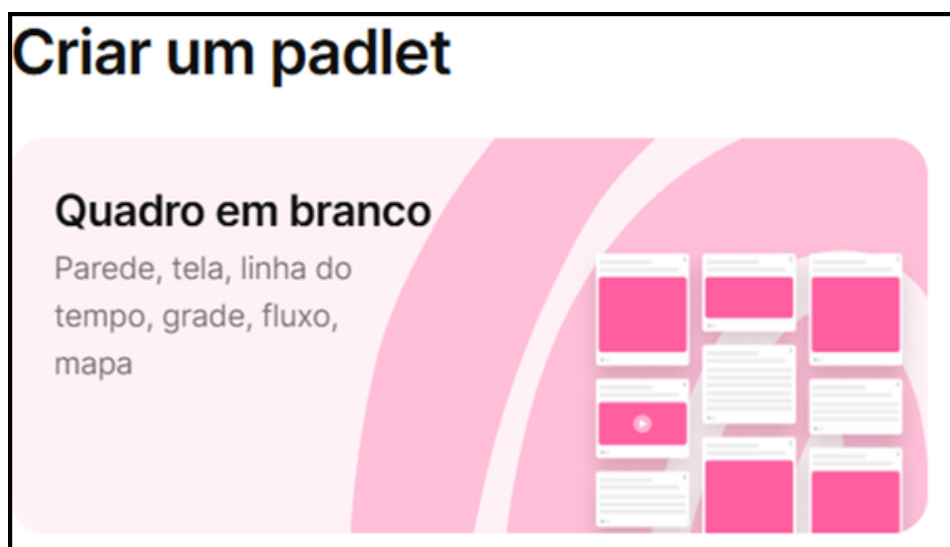 Criar um padlet
Quadro em branco
Parede, tela, linha do
tempo, grade, fluxo,
mapa